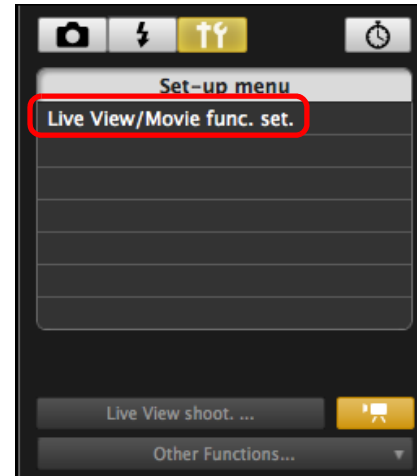 Set-up menu
Live View/Movie func. set.
Live View shoot. ...
Other Functions...